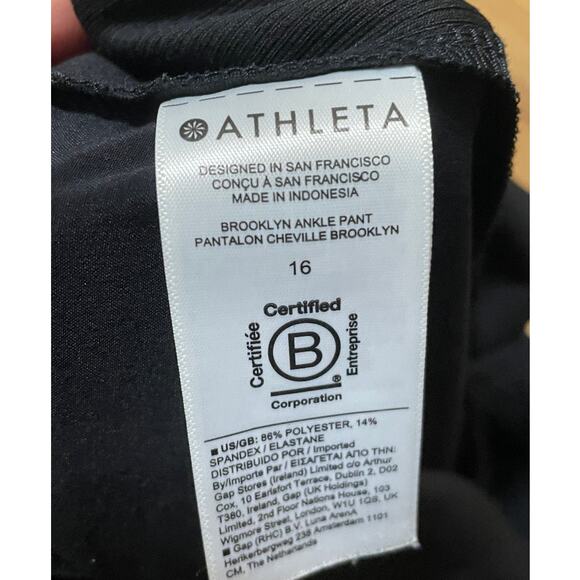 ATHLETA
DESIGNED IN SAN FRANCISCO
CONÇU À SAN FRANCISCO
MADE IN INDONESIA
BROOKLYN ANKLE PANT
PANTALON CHEVILLE BROOKLYN
16
Certified
Certifiée
B
Entreprise
®
Corporation
■ US/GB: 86% POLYESTER, 14%
SPANDEX / ELASTANE
DISTRIBUIDO POR / Imported
By/Importe Par / ΕΙΣΑΓΕΤΑΙ ΑΠΟ ΤΗΝ:
Gap Stores (Ireland) Limited c/o Arthur
Cox, 10 Earlsfort Terrace, Dublin 2, D02
T380, Ireland, Gap (UK Holdings)
Limited, 2nd Floor Nations House, 103
Wigmore Street, London, W1U 1QS, UK
■ Gap (RHC) B.V. Luna ArenA
Herikerbergweg 238 Amsterdam 1101
CM, The Netherlands